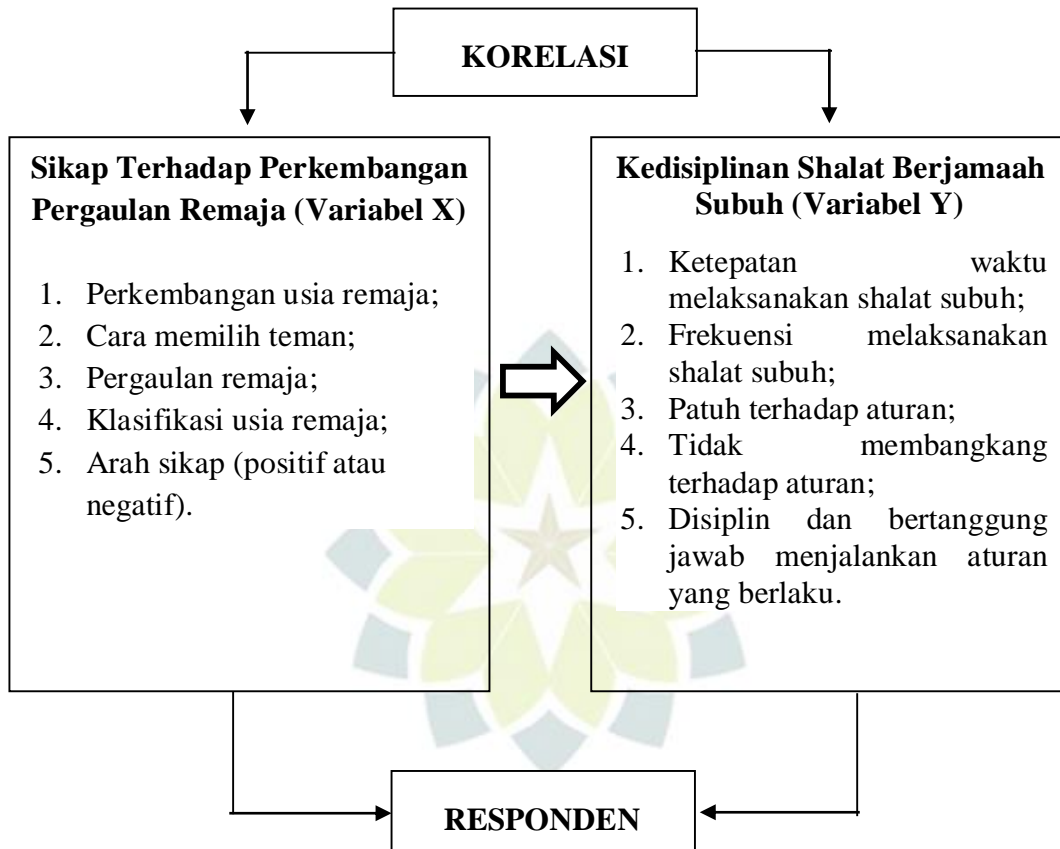 KORELASI
Sikap Terhadap Perkembangan
Pergaulan Remaja (Variabel X)
1. Perkembangan usia remaja;
2. Cara memilih teman;
3. Pergaulan remaja;
4. Klasifikasi usia remaja;
5. Arah sikap (positif atau
negatif).
Kedisiplinan Shalat Berjamaah
Subuh (Variabel Y)
1. Ketepatan waktu
melaksanakan shalat subuh;
2. Frekuensi melaksanakan
shalat subuh;
3. Patuh terhadap aturan;
4. Tidak membangkang
terhadap aturan;
5. Disiplin dan bertanggung
jawab menjalankan aturan
yang berlaku.
RESPONDEN